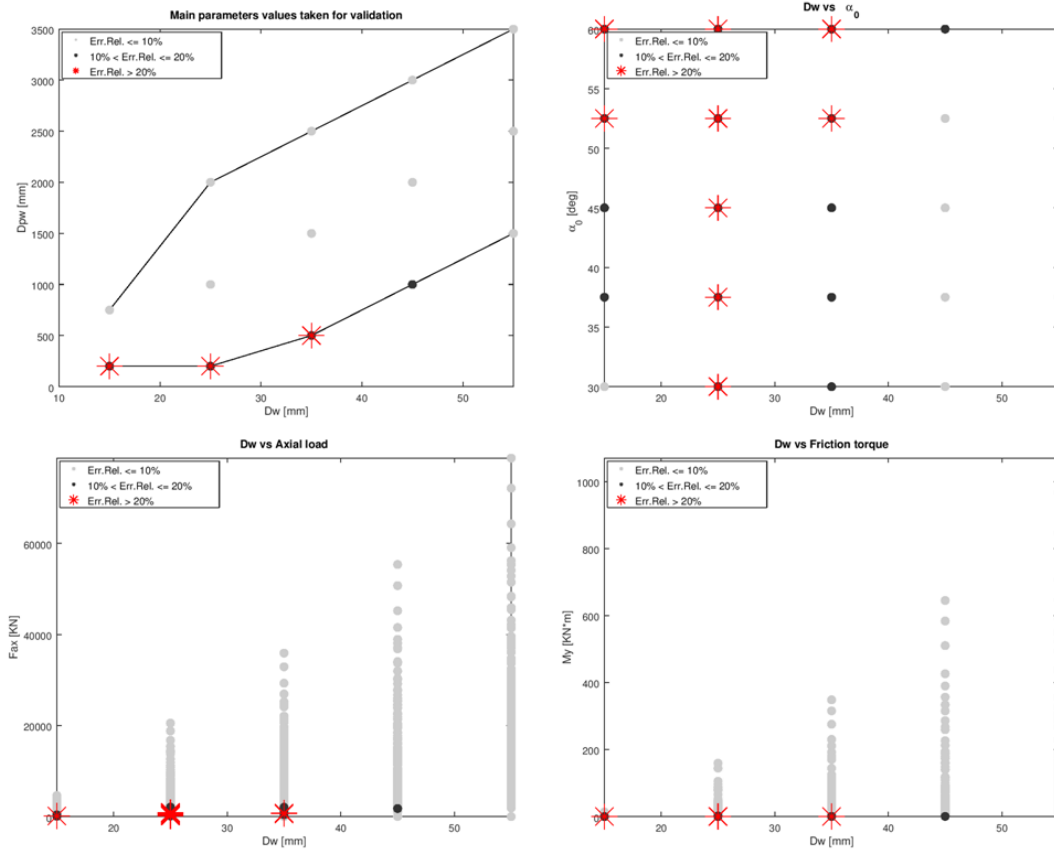 Main parameters values taken for validation
Err.Rel. <= 10%
10% < Err.Rel. <= 20%
Err.Rel. > 20%
3500
3000
2500
2000
1500
1000
500
0
Dpw [mm]
10
20
30
40
50
Dw [mm]
Dw vs α0
Err.Rel. <= 10%
10% < Err.Rel. <= 20%
Err.Rel. > 20%
60
55
50
45
40
35
30
α0 [deg]
20
30
40
50
Dw [mm]
Dw vs Axial load
Err.Rel. <= 10%
10% < Err.Rel. <= 20%
Err.Rel. > 20%
60000
40000
20000
0
Fax [KN]
20
30
40
50
Dw [mm]
Dw vs Friction torque
Err.Rel. <= 10%
10% < Err.Rel. <= 20%
Err.Rel. > 20%
1000
800
600
400
200
0
My [KN*m]
20
30
40
50
Dw [mm]